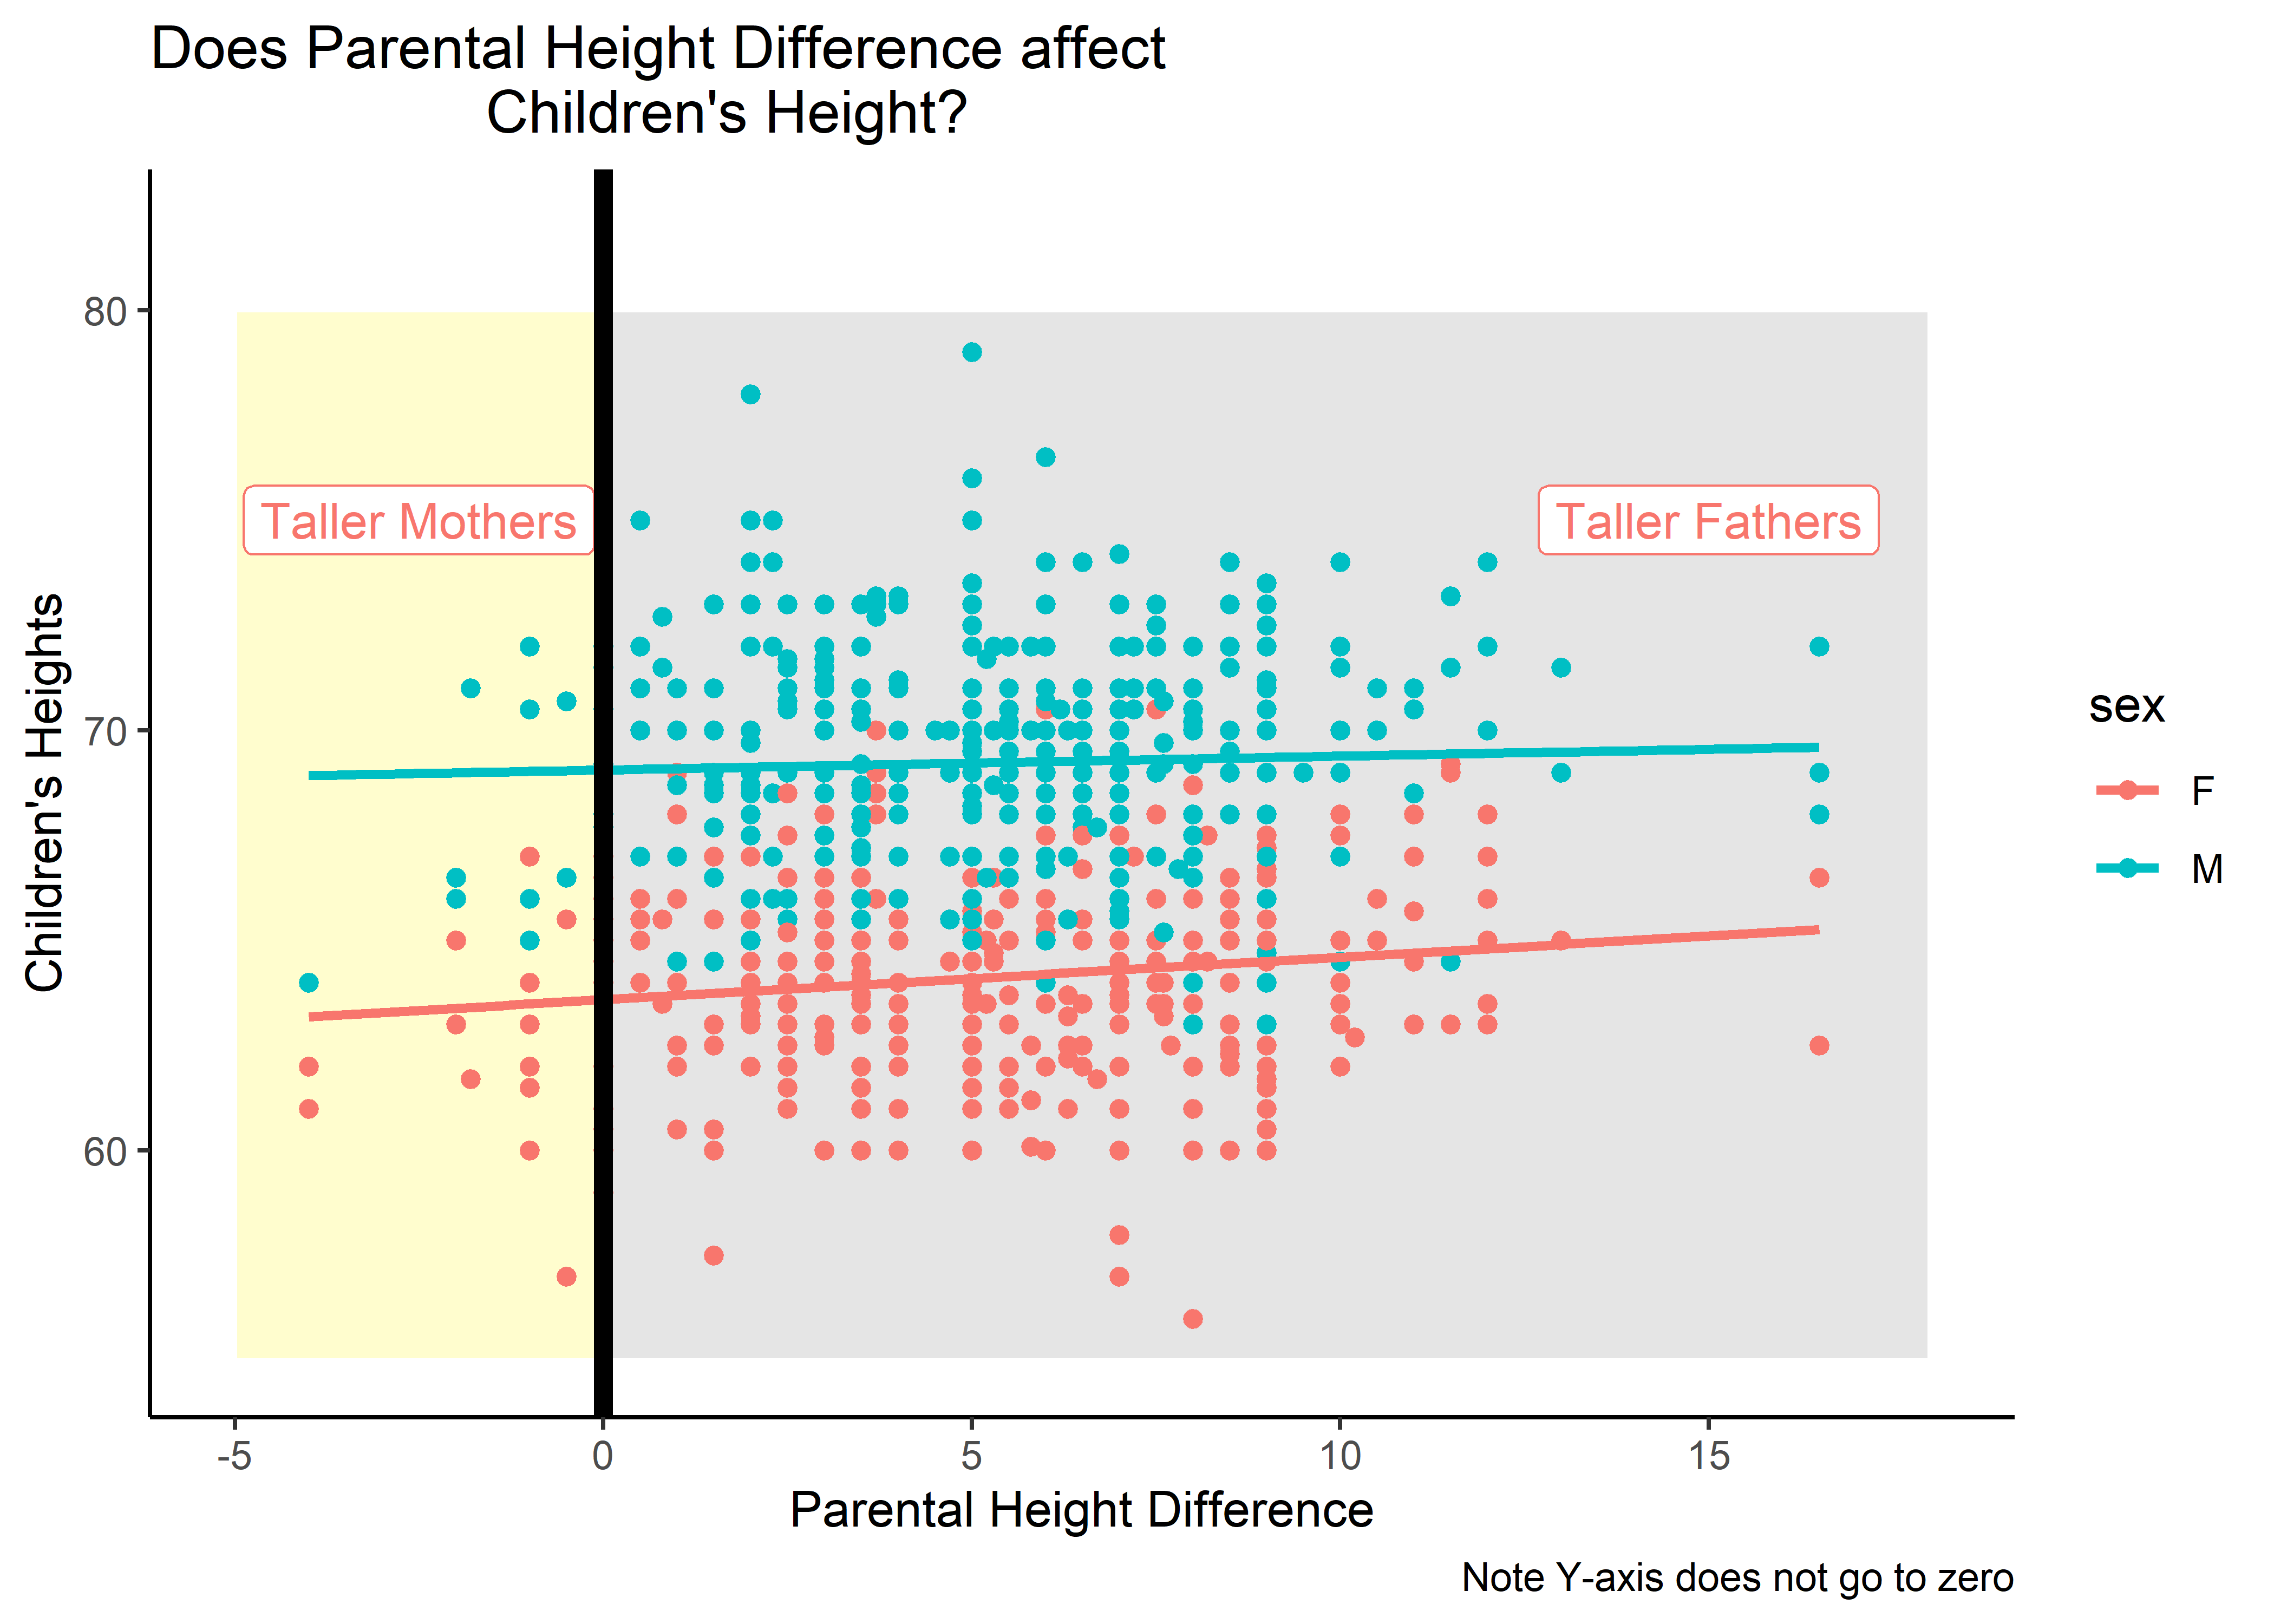 Does Parental Height Difference affect
Children's Height?
80
70
60
Children's Heights
Taller Mothers
Taller Fathers
-5
0
5
10
15
Parental Height Difference
sex
F
M
Note Y-axis does not go to zero